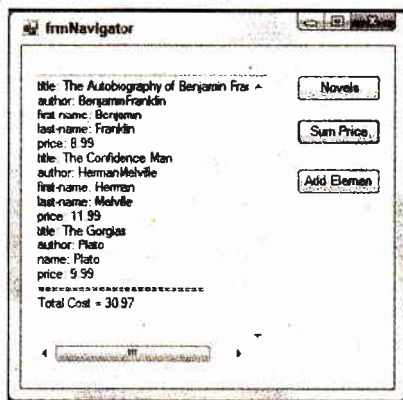 frmNavigator
title: The Autobiography of Benjamin Fra
author: BenjaminFranklin
first-name: Benjamin
last-name: Franklin
price: 8.99
title: The Confidence Man
author: HermanMelville
first-name: Herman
last-name: Melville
price: 11.99
title: The Gorgias
author: Plato
name: Plato
price: 9.99
==========================
Total Cost = 30.97
Novels
Sum Price
Add Elemen